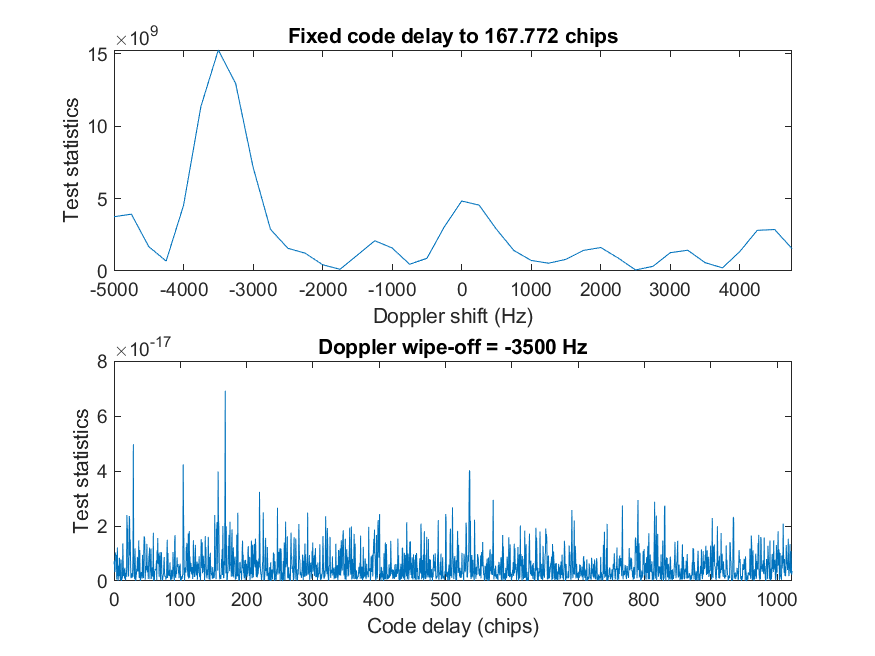 ×10^9
Fixed code delay to 167.772 chips
15
10
5
0
Test statistics
-5000 -4000 -3000 -2000 -1000 0 1000 2000 3000 4000
Doppler shift (Hz)
×10^-17
Doppler wipe-off = -3500 Hz
8
6
4
2
0
Test statistics
0 100 200 300 400 500 600 700 800 900 1000
Code delay (chips)